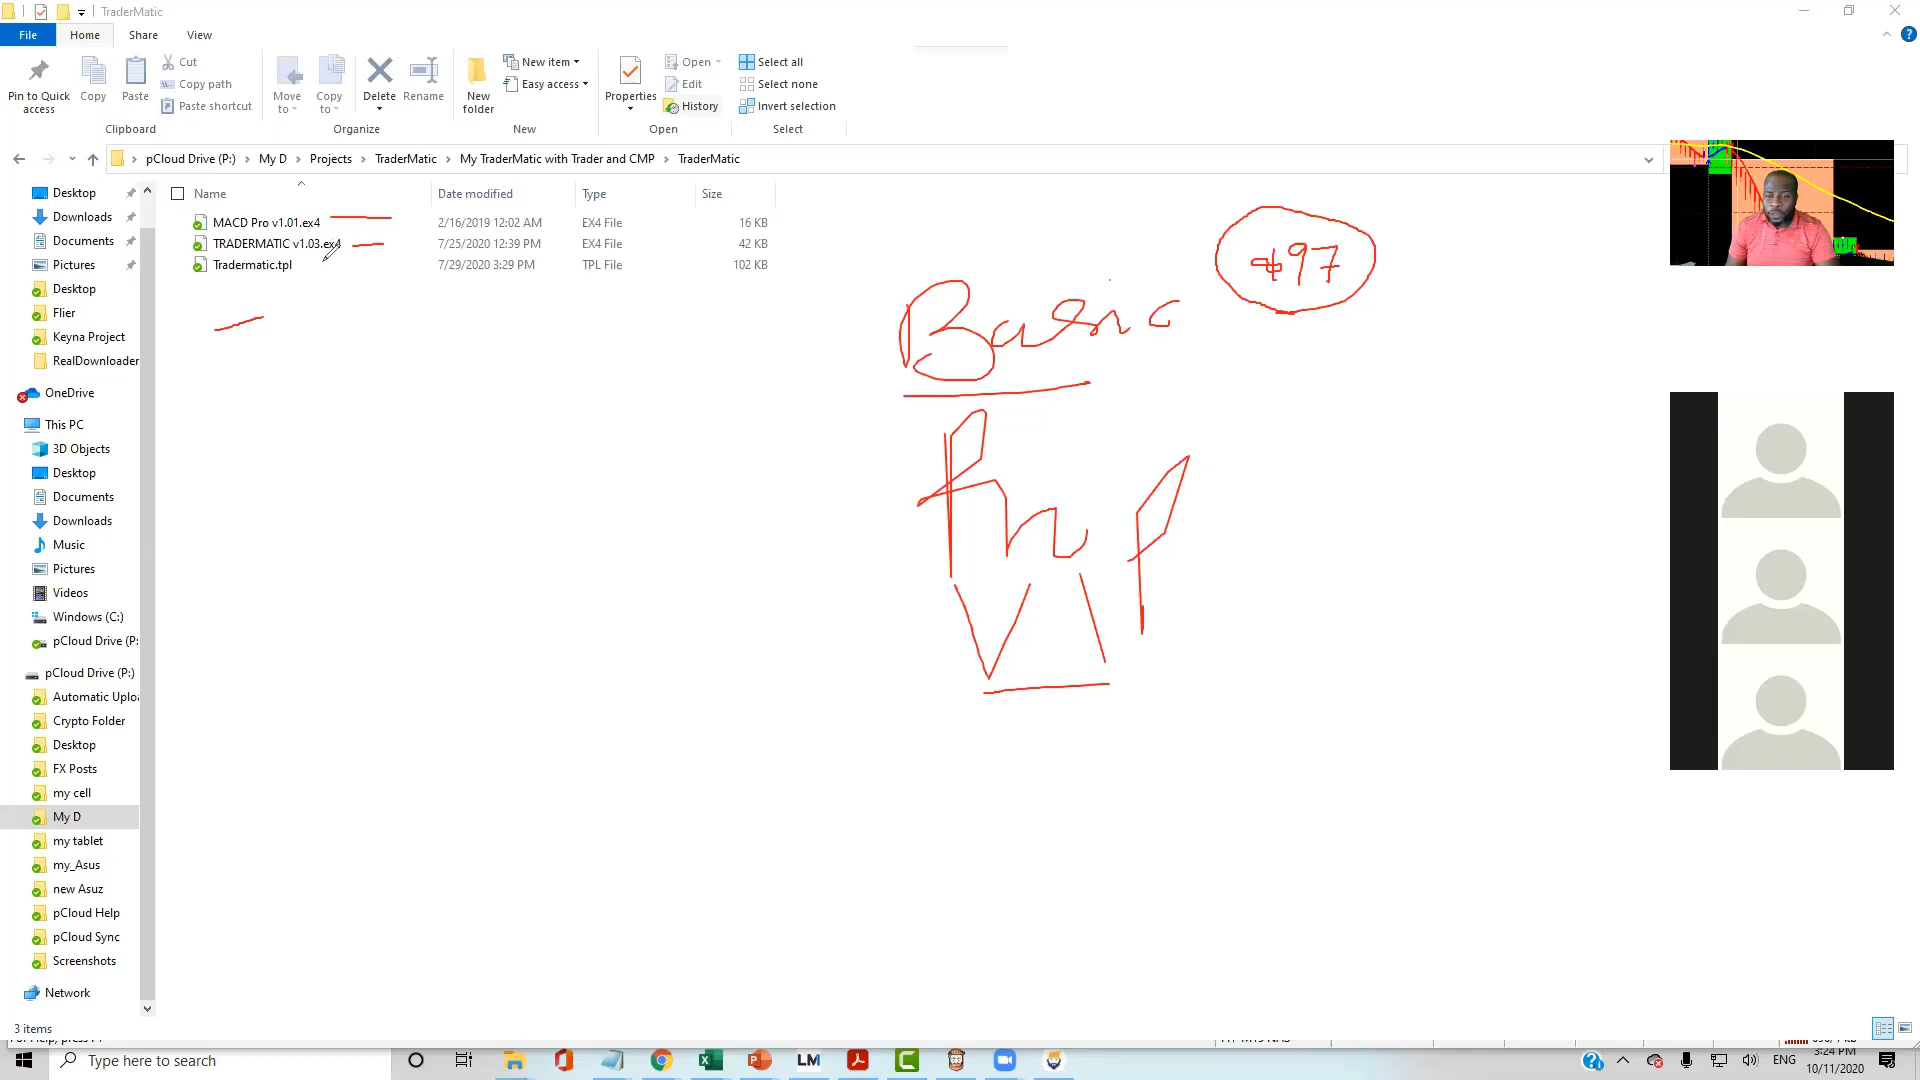 TraderMatic
File Home Share View
Pin to Quick access
Copy
Paste
Cut
Copy path
Paste shortcut
Move to
Copy to
Delete
Rename
New folder
New item
Easy access
Properties
Open
Edit
History
Select all
Select none
Invert selection
Clipboard Organize New Open Select
pCloud Drive (P:) My D Projects TraderMatic My TraderMatic with Trader and CMP TraderMatic
Name Date modified Type Size
MACD Pro v1.01.ex4 2/16/2019 12:02 AM EX4 File 16 KB
TRADERMATIC v1.03.ex4 7/25/2020 12:39 PM EX4 File 42 KB
Tradermatic.tpl 7/29/2020 3:29 PM TPL File 102 KB
Desktop
Downloads
Documents
Pictures
Desktop
Flier
Keyna Project
RealDownloader
OneDrive
This PC
3D Objects
Desktop
Documents
Downloads
Music
Pictures
Videos
Windows (C:)
pCloud Drive (P:
pCloud Drive (P:)
Automatic Uplo
Crypto Folder
Desktop
FX Posts
my cell
My D
my tablet
my_Asus
new Asuz
pCloud Help
pCloud Sync
Screenshots
Network
97
Basic
VIP
3 items
Type here to search
LM
ENG
3:24 PM
10/11/2020